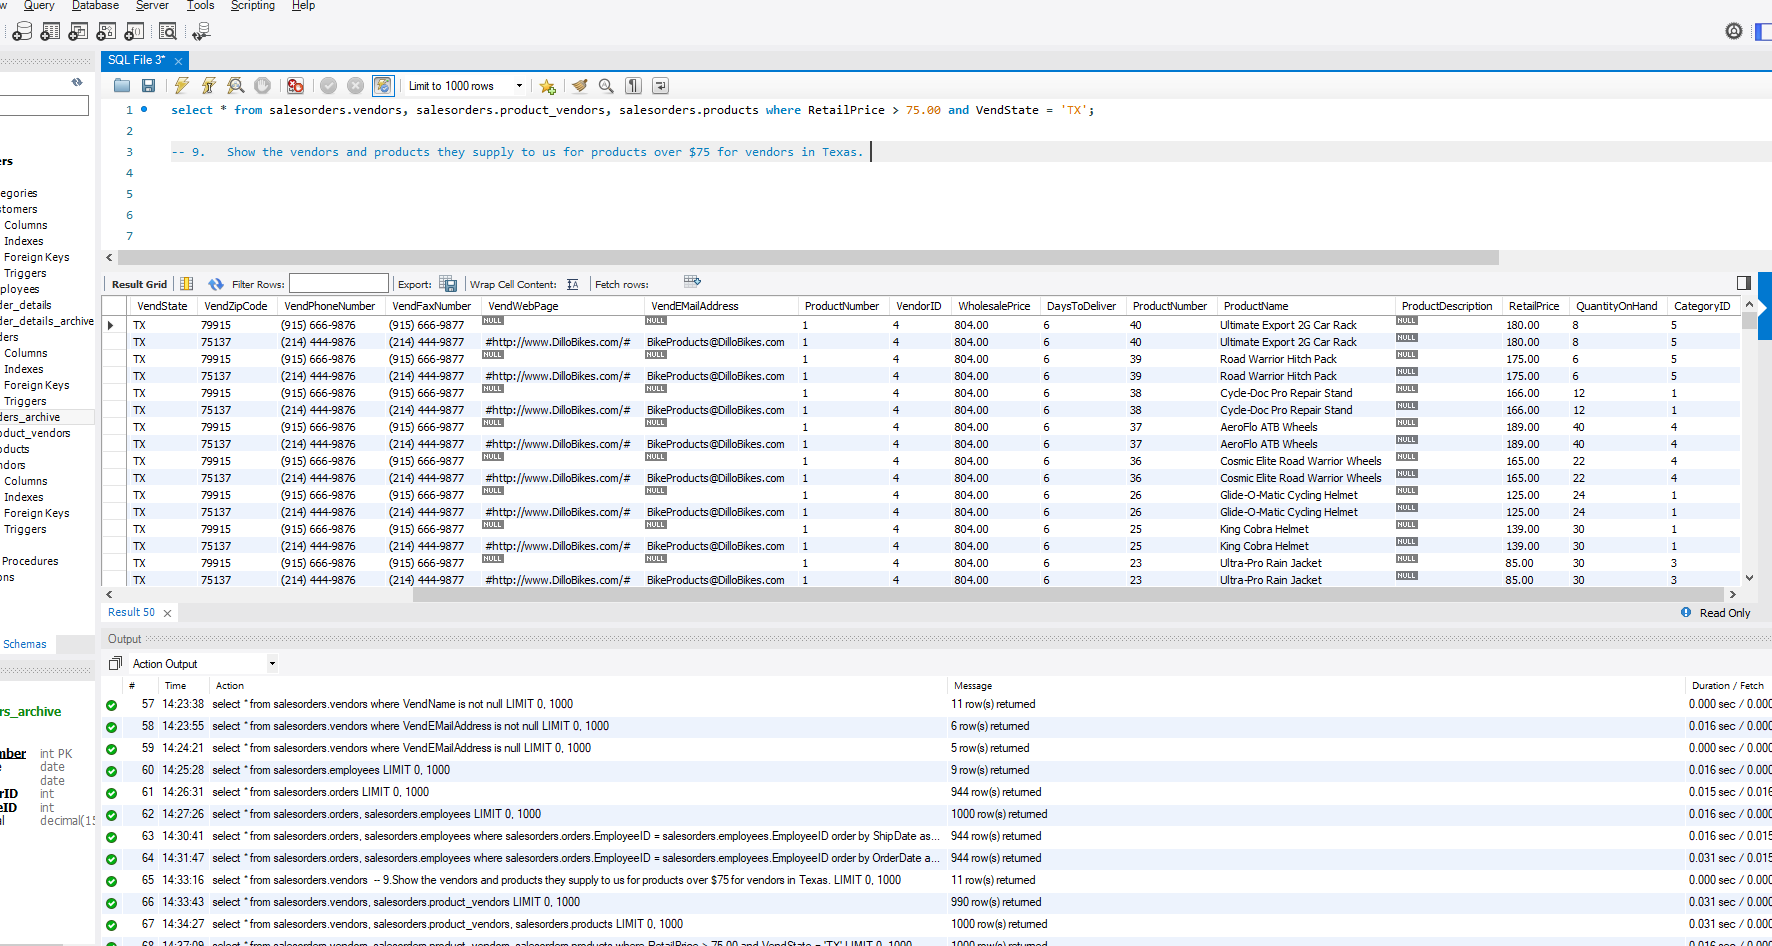 w Query Database Server Tools Scripting Help
SQL File 3*
Limit to 1000 rows
1 select * from salesorders.vendors, salesorders.product_vendors, salesorders.products where RetailPrice > 75.00 and VendState = 'TX';
2
3 -- 9. Show the vendors and products they supply to us for products over $75 for vendors in Texas.
4
5
6
7
ers
egories
stomers
Columns
Indexes
Foreign Keys
Triggers
ployees
der_details
der_details_archive
ders
Columns
Indexes
Foreign Keys
Triggers
ders_archive
oduct_vendors
oducts
ndors
Columns
Indexes
Foreign Keys
Triggers
Procedures
ons
Schemas
rs_archive
mber int PK
e date
date
rID int
eID int
al decimal(15
Result Grid Filter Rows: Export: Wrap Cell Content: Fetch rows:
VendState VendZipCode VendPhoneNumber VendFaxNumber VendWebPage VendEMailAddress ProductNumber VendorID WholesalePrice DaysToDeliver ProductNumber ProductName ProductDescription RetailPrice QuantityOnHand CategoryID
TX 79915 (915) 666-9876 (915) 666-9877 NULL NULL 1 4 804.00 6 40 Ultimate Export 2G Car Rack NULL 180.00 8 5
TX 75137 (214) 444-9876 (214) 444-9877 #http://www.DilloBikes.com/# BikeProducts@DilloBikes.com 1 4 804.00 6 40 Ultimate Export 2G Car Rack NULL 180.00 8 5
TX 79915 (915) 666-9876 (915) 666-9877 NULL NULL 1 4 804.00 6 39 Road Warrior Hitch Pack NULL 175.00 6 5
TX 75137 (214) 444-9876 (214) 444-9877 #http://www.DilloBikes.com/# BikeProducts@DilloBikes.com 1 4 804.00 6 39 Road Warrior Hitch Pack NULL 175.00 6 5
TX 79915 (915) 666-9876 (915) 666-9877 NULL NULL 1 4 804.00 6 38 Cycle-Doc Pro Repair Stand NULL 166.00 12 1
TX 75137 (214) 444-9876 (214) 444-9877 #http://www.DilloBikes.com/# BikeProducts@DilloBikes.com 1 4 804.00 6 38 Cycle-Doc Pro Repair Stand NULL 166.00 12 1
TX 79915 (915) 666-9876 (915) 666-9877 NULL NULL 1 4 804.00 6 37 AeroFlo ATB Wheels NULL 189.00 40 4
TX 75137 (214) 444-9876 (214) 444-9877 #http://www.DilloBikes.com/# BikeProducts@DilloBikes.com 1 4 804.00 6 37 AeroFlo ATB Wheels NULL 189.00 40 4
TX 79915 (915) 666-9876 (915) 666-9877 NULL NULL 1 4 804.00 6 36 Cosmic Elite Road Warrior Wheels NULL 165.00 22 4
TX 75137 (214) 444-9876 (214) 444-9877 #http://www.DilloBikes.com/# BikeProducts@DilloBikes.com 1 4 804.00 6 36 Cosmic Elite Road Warrior Wheels NULL 165.00 22 4
TX 79915 (915) 666-9876 (915) 666-9877 NULL NULL 1 4 804.00 6 26 Glide-O-Matic Cycling Helmet NULL 125.00 24 1
TX 75137 (214) 444-9876 (214) 444-9877 #http://www.DilloBikes.com/# BikeProducts@DilloBikes.com 1 4 804.00 6 26 Glide-O-Matic Cycling Helmet NULL 125.00 24 1
TX 79915 (915) 666-9876 (915) 666-9877 NULL NULL 1 4 804.00 6 25 King Cobra Helmet NULL 139.00 30 1
TX 75137 (214) 444-9876 (214) 444-9877 #http://www.DilloBikes.com/# BikeProducts@DilloBikes.com 1 4 804.00 6 25 King Cobra Helmet NULL 139.00 30 1
TX 79915 (915) 666-9876 (915) 666-9877 NULL NULL 1 4 804.00 6 23 Ultra-Pro Rain Jacket NULL 85.00 30 3
TX 75137 (214) 444-9876 (214) 444-9877 #http://www.DilloBikes.com/# BikeProducts@DilloBikes.com 1 4 804.00 6 23 Ultra-Pro Rain Jacket NULL 85.00 30 3
Result 50 Read Only
Output
Action Output
# Time Action Message Duration / Fetch
57 14:23:38 select * from salesorders.vendors where VendName is not null LIMIT 0, 1000 11 row(s) returned 0.000 sec / 0.000
58 14:23:55 select * from salesorders.vendors where VendEMailAddress is not null LIMIT 0, 1000 6 row(s) returned 0.016 sec / 0.000
59 14:24:21 select * from salesorders.vendors where VendEMailAddress is null LIMIT 0, 1000 5 row(s) returned 0.000 sec / 0.000
60 14:25:28 select * from salesorders.employees LIMIT 0, 1000 9 row(s) returned 0.016 sec / 0.000
61 14:26:31 select * from salesorders.orders LIMIT 0, 1000 944 row(s) returned 0.015 sec / 0.016
62 14:27:26 select * from salesorders.orders, salesorders.employees LIMIT 0, 1000 1000 row(s) returned 0.016 sec / 0.000
63 14:30:41 select * from salesorders.orders, salesorders.employees where salesorders.orders.EmployeeID = salesorders.employees.EmployeeID order by ShipDate as... 944 row(s) returned 0.016 sec / 0.015
64 14:31:47 select * from salesorders.orders, salesorders.employees where salesorders.orders.EmployeeID = salesorders.employees.EmployeeID order by OrderDate a... 944 row(s) returned 0.031 sec / 0.015
65 14:33:16 select * from salesorders.vendors -- 9.Show the vendors and products they supply to us for products over $75 for vendors in Texas. LIMIT 0, 1000 11 row(s) returned 0.000 sec / 0.000
66 14:33:43 select * from salesorders.vendors, salesorders.product_vendors LIMIT 0, 1000 990 row(s) returned 0.031 sec / 0.000
67 14:34:27 select * from salesorders.vendors, salesorders.product_vendors, salesorders.products LIMIT 0, 1000 1000 row(s) returned 0.031 sec / 0.000
68 14:37:09 select * from salesorders.vendors, salesorders.product_vendors, salesorders.products where RetailPrice > 75.00 and VendState = 'TX' LIMIT 0, 1000 1000 row(s) returned 0.016 sec / 0.000